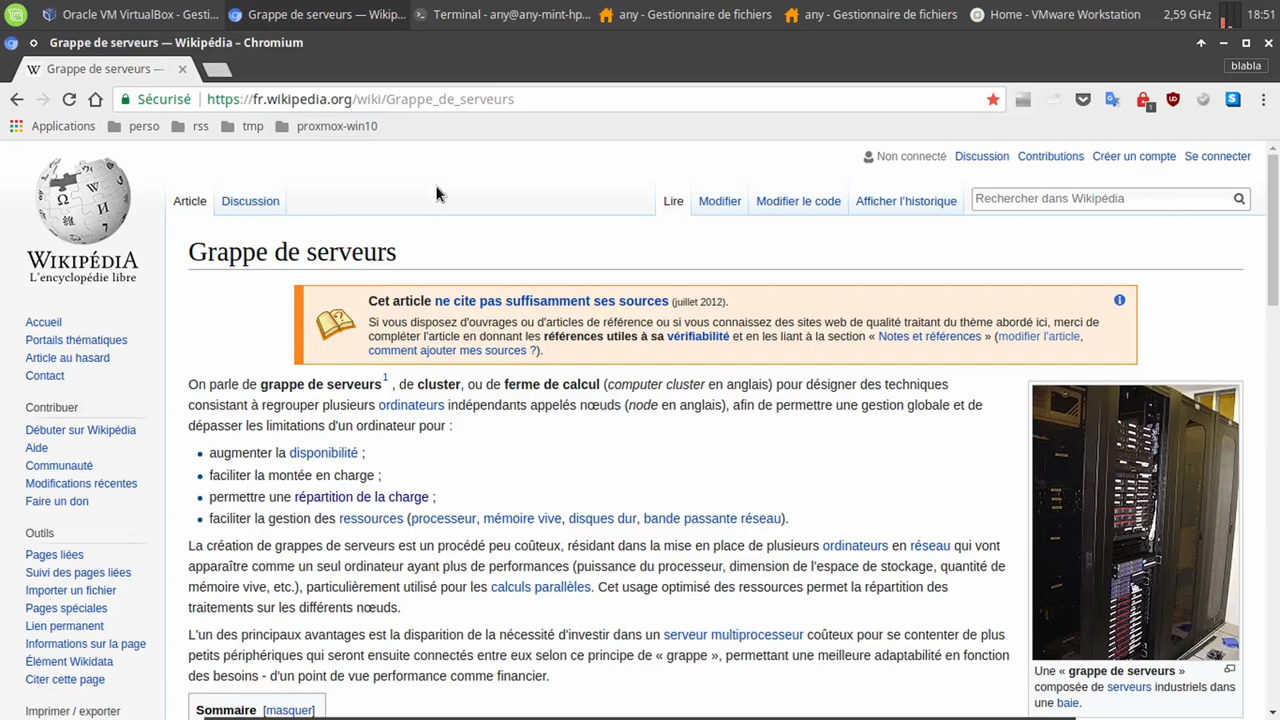 Oracle VM VirtualBox - Gesti...
Grappe de serveurs — Wikip...
Terminal - any@any-mint-hp...
any - Gestionnaire de fichiers
any - Gestionnaire de fichiers
Home - VMware Workstation
2,59 GHz
18:51
Grappe de serveurs — Wikipédia – Chromium
Grappe de serveurs —
blabla
Sécurisé
https://fr.wikipedia.org/wiki/Grappe_de_serveurs
1
Applications
perso
rss
tmp
proxmox-win10
Non connecté Discussion Contributions Créer un compte Se connecter
Article Discussion Lire Modifier Modifier le code Afficher l'historique Rechercher dans Wikipédia
WIKIPÉDIA
L'encyclopédie libre
Accueil
Portails thématiques
Article au hasard
Contact
Contribuer
Débuter sur Wikipédia
Aide
Communauté
Modifications récentes
Faire un don
Outils
Pages liées
Suivi des pages liées
Importer un fichier
Pages spéciales
Lien permanent
Informations sur la page
Élément Wikidata
Citer cette page
Imprimer / exporter
Grappe de serveurs
Cet article ne cite pas suffisamment ses sources (juillet 2012).
Si vous disposez d'ouvrages ou d'articles de référence ou si vous connaissez des sites web de qualité traitant du thème abordé ici, merci de
compléter l'article en donnant les références utiles à sa vérifiabilité et en les liant à la section « Notes et références » (modifier l'article,
comment ajouter mes sources ?).
On parle de grappe de serveurs1 , de cluster, ou de ferme de calcul (computer cluster en anglais) pour désigner des techniques
consistant à regrouper plusieurs ordinateurs indépendants appelés nœuds (node en anglais), afin de permettre une gestion globale et de
dépasser les limitations d'un ordinateur pour :
• augmenter la disponibilité ;
• faciliter la montée en charge ;
• permettre une répartition de la charge ;
• faciliter la gestion des ressources (processeur, mémoire vive, disques dur, bande passante réseau).
La création de grappes de serveurs est un procédé peu coûteux, résidant dans la mise en place de plusieurs ordinateurs en réseau qui vont
apparaître comme un seul ordinateur ayant plus de performances (puissance du processeur, dimension de l'espace de stockage, quantité de
mémoire vive, etc.), particulièrement utilisé pour les calculs parallèles. Cet usage optimisé des ressources permet la répartition des
traitements sur les différents nœuds.
L'un des principaux avantages est la disparition de la nécessité d'investir dans un serveur multiprocesseur coûteux pour se contenter de plus
petits périphériques qui seront ensuite connectés entre eux selon ce principe de « grappe », permettant une meilleure adaptabilité en fonction
des besoins - d'un point de vue performance comme financier.
Sommaire [masquer]
Une « grappe de serveurs »
composée de serveurs industriels dans
une baie.